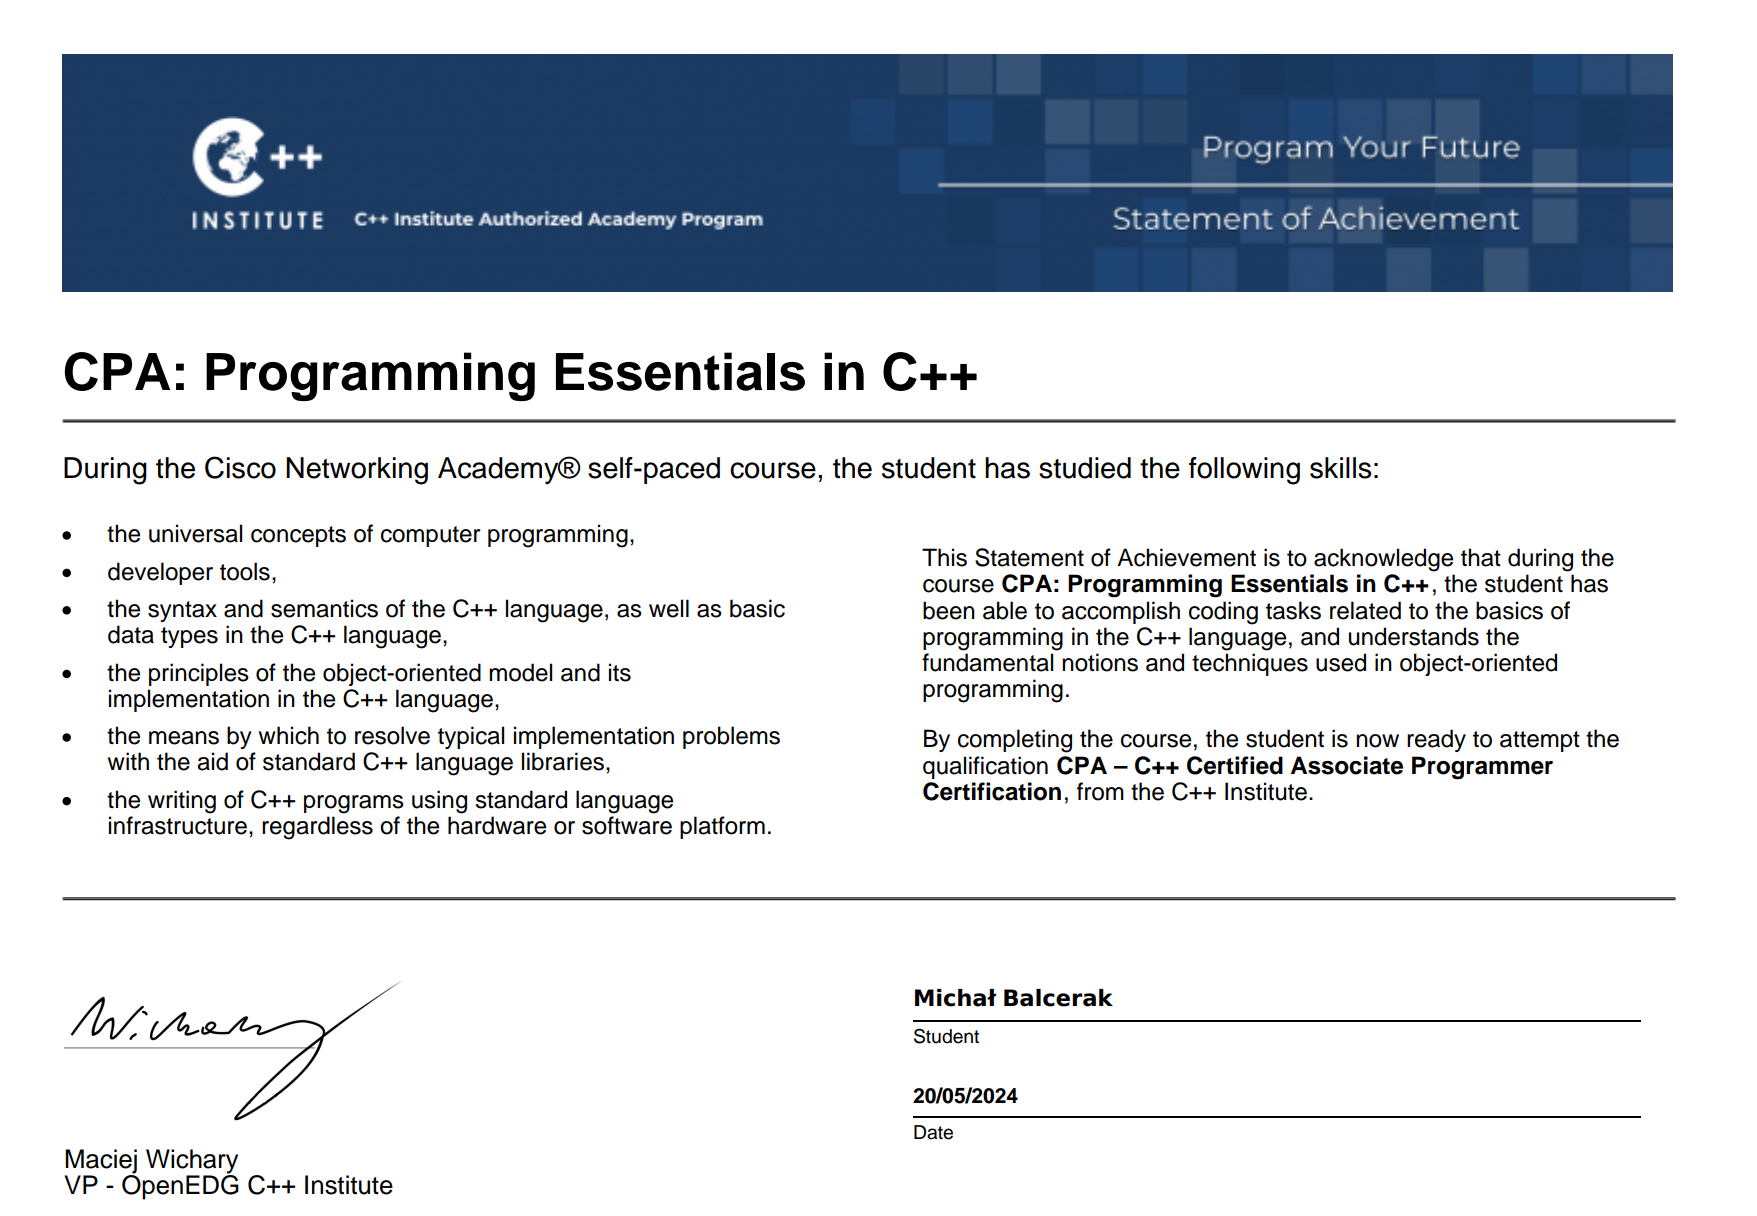 C++
INSTITUTE
C++ Institute Authorized Academy Program
Program Your Future
Statement of Achievement
CPA: Programming Essentials in C++
During the Cisco Networking Academy® self-paced course, the student has studied the following skills:
• the universal concepts of computer programming,
• developer tools,
• the syntax and semantics of the C++ language, as well as basic
data types in the C++ language,
• the principles of the object-oriented model and its
implementation in the C++ language,
• the means by which to resolve typical implementation problems
with the aid of standard C++ language libraries,
• the writing of C++ programs using standard language
infrastructure, regardless of the hardware or software platform.
This Statement of Achievement is to acknowledge that during the
course CPA: Programming Essentials in C++, the student has
been able to accomplish coding tasks related to the basics of
programming in the C++ language, and understands the
fundamental notions and techniques used in object-oriented
programming.
By completing the course, the student is now ready to attempt the
qualification CPA – C++ Certified Associate Programmer
Certification, from the C++ Institute.
Wichary
Maciej Wichary
VP - OpenEDG C++ Institute
Michał Balcerak
Student
20/05/2024
Date